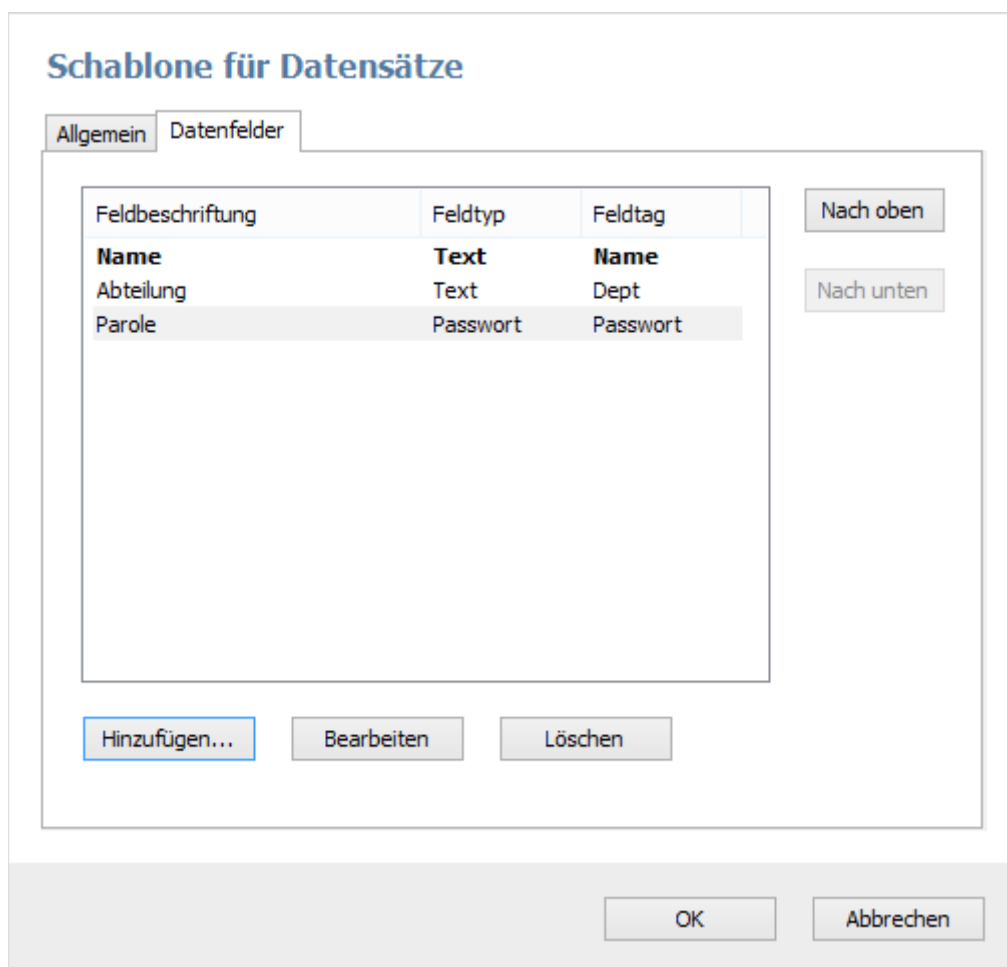 Schablone für Datensätze
Allgemein Datenfelder
Feldbeschriftung Feldtyp Feldtag
Nach oben
Name Text Name
Abteilung Text Dept
Nach unten
Parole Passwort Passwort
Hinzufügen... Bearbeiten Löschen
OK Abbrechen